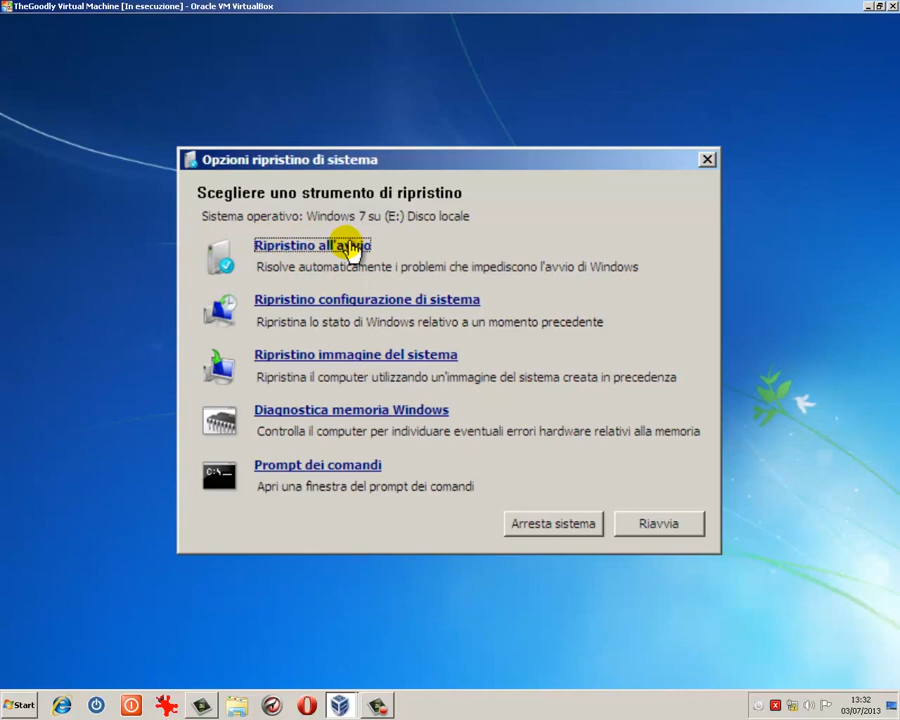 TheGoodly Virtual Machine [In esecuzione] - Oracle VM VirtualBox
Opzioni ripristino di sistema
Scegliere uno strumento di ripristino
Sistema operativo: Windows 7 su (E:) Disco locale
Ripristino all'avvio
Risolve automaticamente i problemi che impediscono l'avvio di Windows
Ripristino configurazione di sistema
Ripristina lo stato di Windows relativo a un momento precedente
Ripristino immagine del sistema
Ripristina il computer utilizzando un'immagine del sistema creata in precedenza
Diagnostica memoria Windows
Controlla il computer per individuare eventuali errori hardware relativi alla memoria
C:\_
Prompt dei comandi
Apri una finestra del prompt dei comandi
Arresta sistema
Riavvia
Start
13:32
03/07/2013